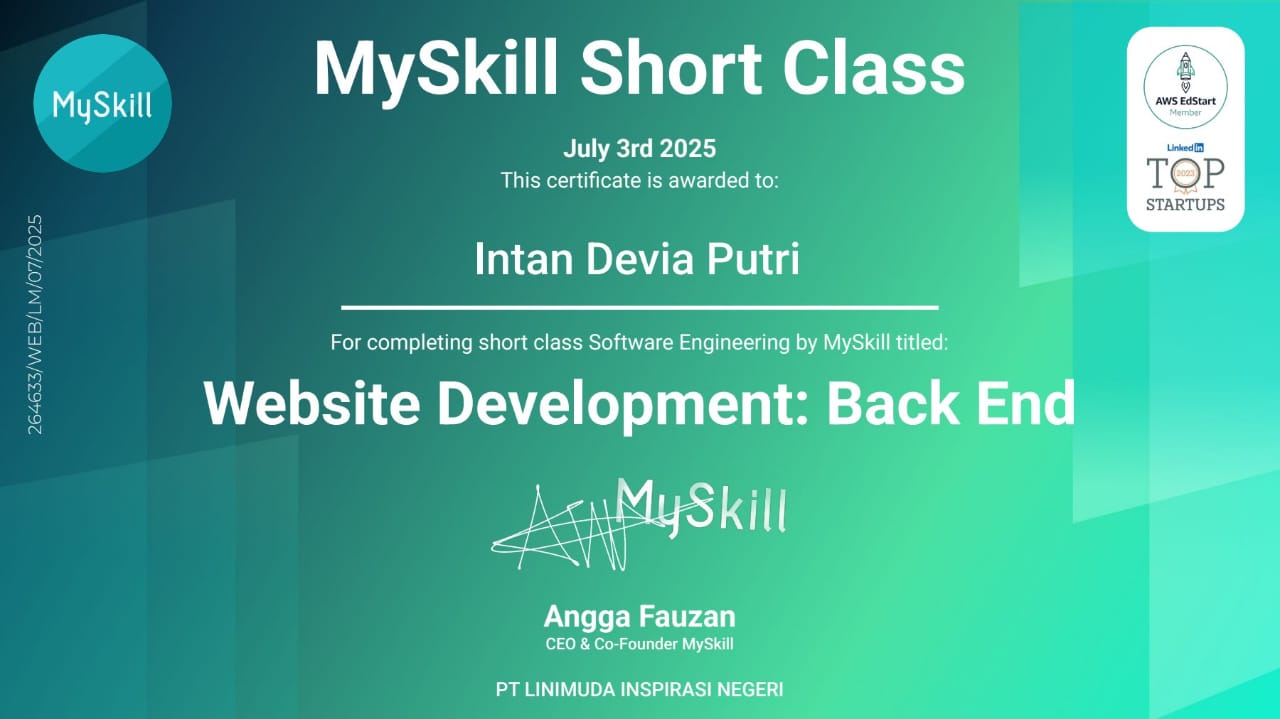 MySkill
MySkill Short Class
AWS EdStart
Member
LinkedIn
TOP
2023
STARTUPS
July 3rd 2025
This certificate is awarded to:
Intan Devia Putri
264633/WEB/LM/07/2025
For completing short class Software Engineering by MySkill titled:
Website Development: Back End
MySkill
Angga Fauzan
CEO & Co-Founder MySkill
PT LINIMUDA INSPIRASI NEGERI